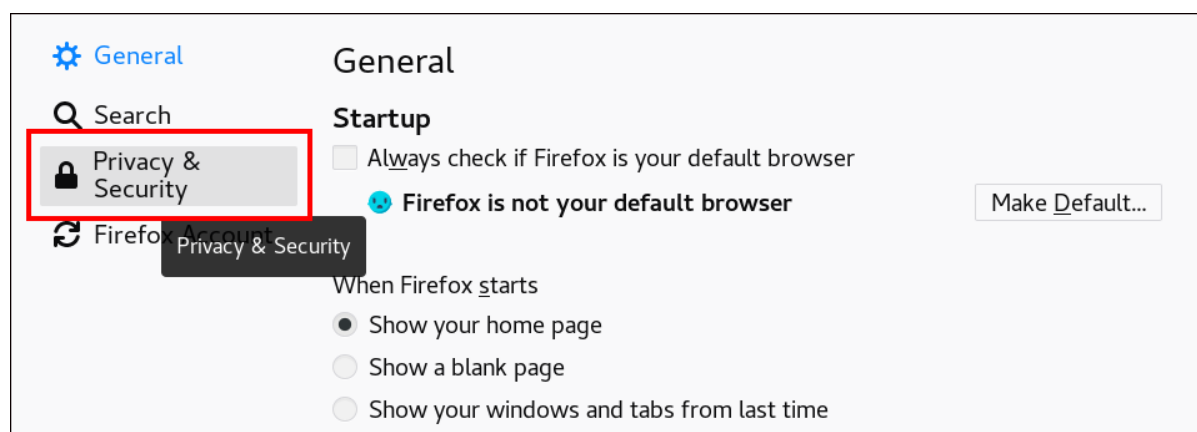 General
Search
Privacy &
Security
Firefox Account
Privacy & Security
General
Startup
Always check if Firefox is your default browser
Firefox is not your default browser
Make Default...
When Firefox starts
Show your home page
Show a blank page
Show your windows and tabs from last time